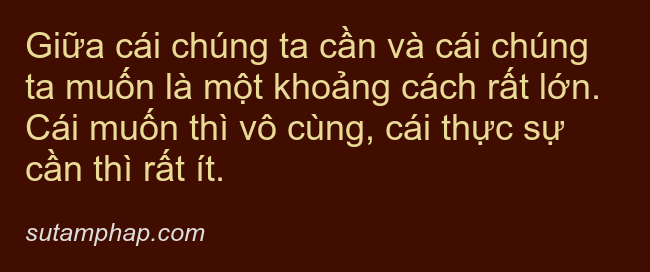 Giữa cái chúng ta cần và cái chúng
ta muốn là một khoảng cách rất lớn.
Cái muốn thì vô cùng, cái thực sự
cần thì rất ít.
sutamphap.com